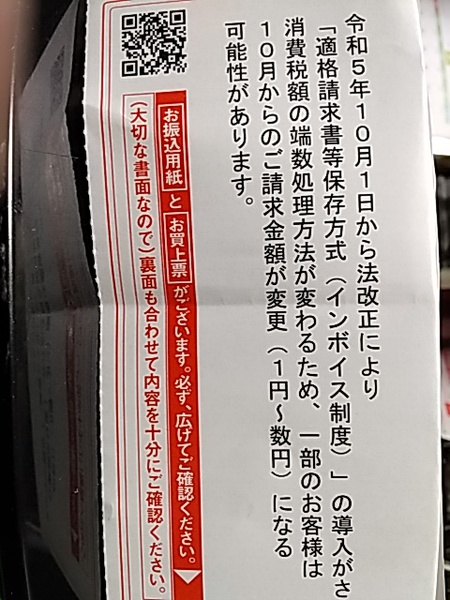 令和５年１０月１日から法改正により
「適格請求書等保存方式（インボイス制度）」の導入がさ
消費税額の端数処理方法が変わるため、一部のお客様は
１０月からのご請求金額が変更（１円～数円）になる
可能性があります。
お振込用紙とお買上票がございます。必ず、広げてご確認ください。
（大切な書面なので）裏面も合わせて内容を十分にご確認ください。